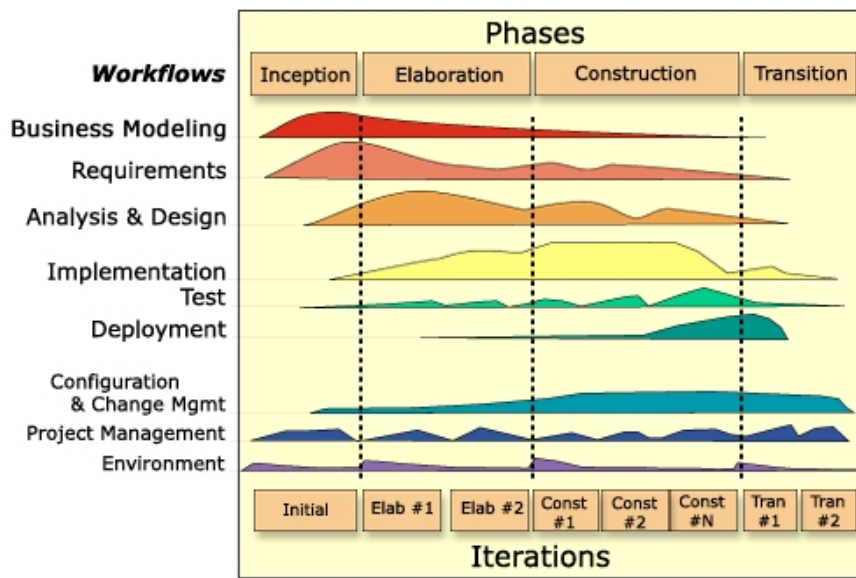 Phases
Workflows
Inception
Elaboration
Construction
Transition
Business Modeling
Requirements
Analysis & Design
Implementation
Test
Deployment
Configuration
& Change Mgmt
Project Management
Environment
Initial
Elab #1
Elab #2
Const
#1
Const
#2
Const
#N
Tran
#1
Tran
#2
Iterations